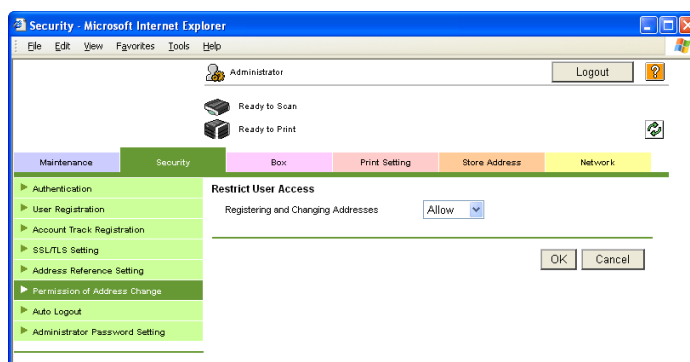 Security - Microsoft Internet Explorer
File Edit View Favorites Tools Help
Administrator
Logout
?
Ready to Scan
Ready to Print
Maintenance Security Box Print Setting Store Address Network
Authentication
User Registration
Account Track Registration
SSL/TLS Setting
Address Reference Setting
Permission of Address Change
Auto Logout
Administrator Password Setting
Restrict User Access
Registering and Changing Addresses Allow
OK Cancel